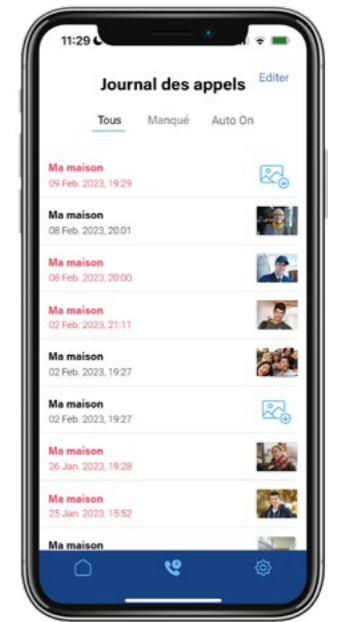 11:29
Journal des appels
Editer
Tous Manqué Auto On
Ma maison
09 Feb. 2023, 19:29
Ma maison
08 Feb. 2023, 20:01
Ma maison
08 Feb. 2023, 20:00
Ma maison
02 Feb. 2023, 21:11
Ma maison
02 Feb. 2023, 19:27
Ma maison
02 Feb. 2023, 19:27
Ma maison
26 Jan. 2023, 19:28
Ma maison
25 Jan. 2023, 15:52
Ma maison